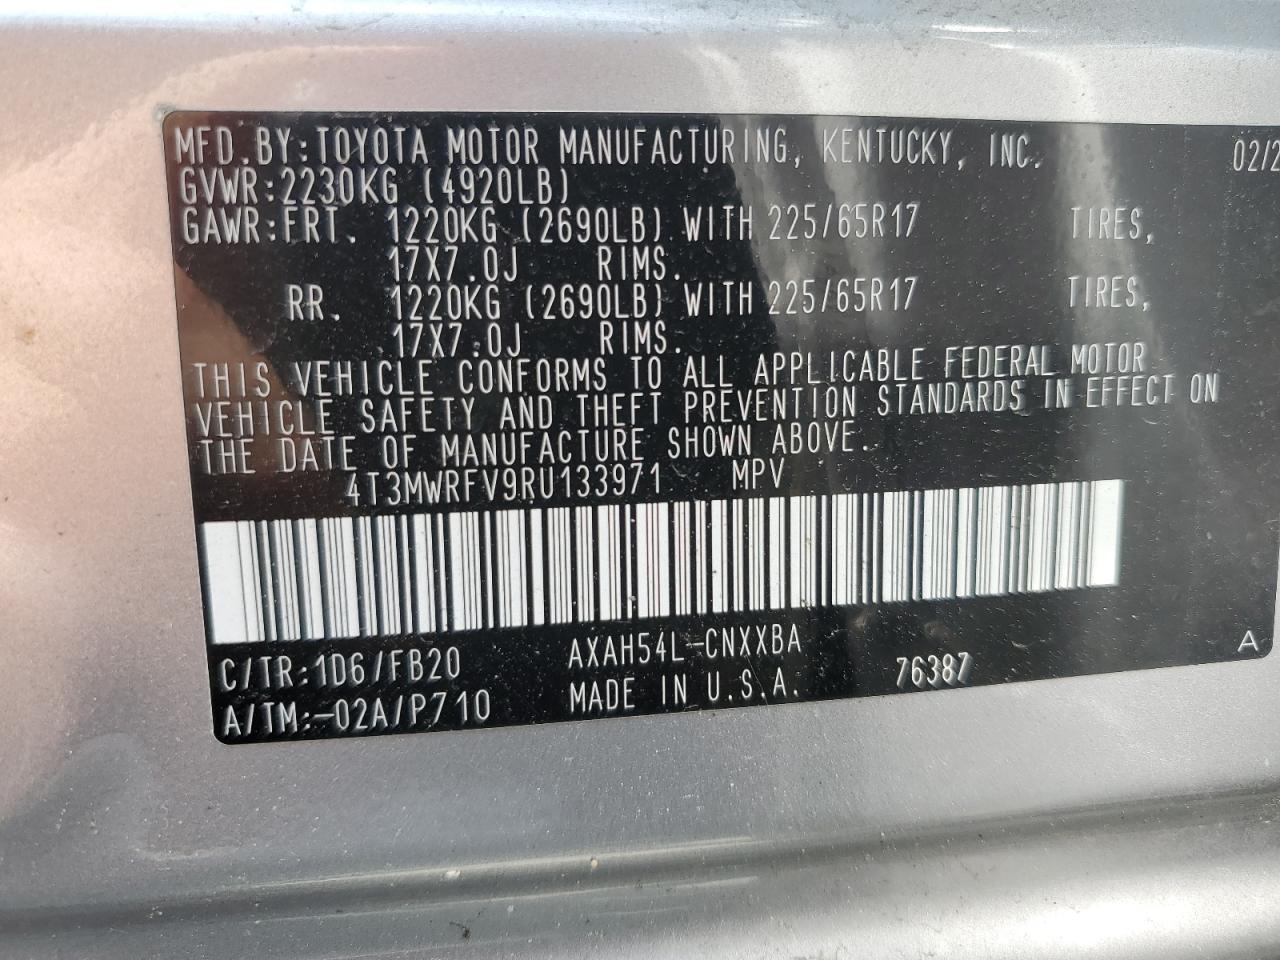 MFD.BY:TOYOTA MOTOR MANUFACTURING, KENTUCKY, INC. 02/2
GVWR:2230KG (4920LB)
GAWR:FRT. 1220KG (2690LB) WITH 225/65R17 TIRES,
17X7.0J RIMS.
RR. 1220KG (2690LB) WITH 225/65R17 TIRES,
17X7.0J RIMS.
THIS VEHICLE CONFORMS TO ALL APPLICABLE FEDERAL MOTOR
VEHICLE SAFETY AND THEFT PREVENTION STANDARDS IN EFFECT ON
THE DATE OF MANUFACTURE SHOWN ABOVE.
4T3MWRFV9RU133971 MPV
C/TR:1D6/FB20 AXAH54L-CNXXBA A
A/TM:-02A/P710 MADE IN U.S.A. 76387